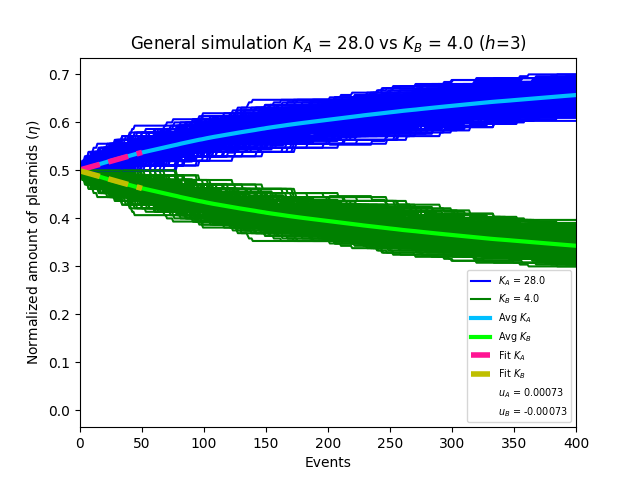 General simulation K_A = 28.0 vs K_B = 4.0 (h=3)
Normalized amount of plasmids (η)
0.7
0.6
0.5
0.4
0.3
0.2
0.1
0.0
K_A = 28.0
K_B = 4.0
Avg K_A
Avg K_B
Fit K_A
Fit K_B
u_A = 0.00073
u_B = -0.00073
0 50 100 150 200 250 300 350 400
Events